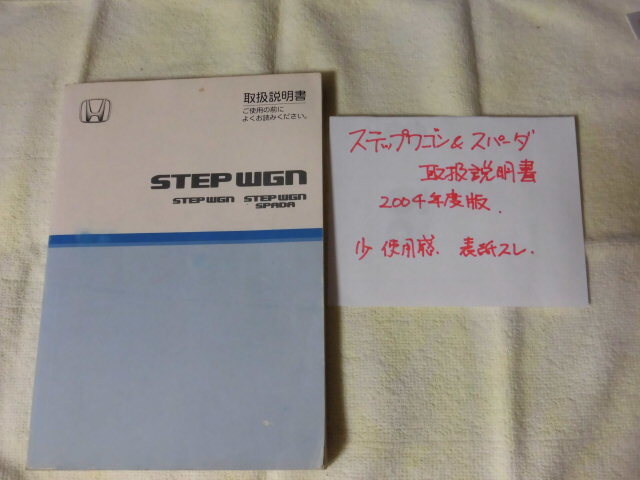 取扱説明書
ご使用の前に
よくお読みください。
STEP WGN
STEP WGN STEP WGN
SPADA
ステップワゴン&スパーダ
取扱説明書
2004年度版.
少使用感. 表紙スレ.